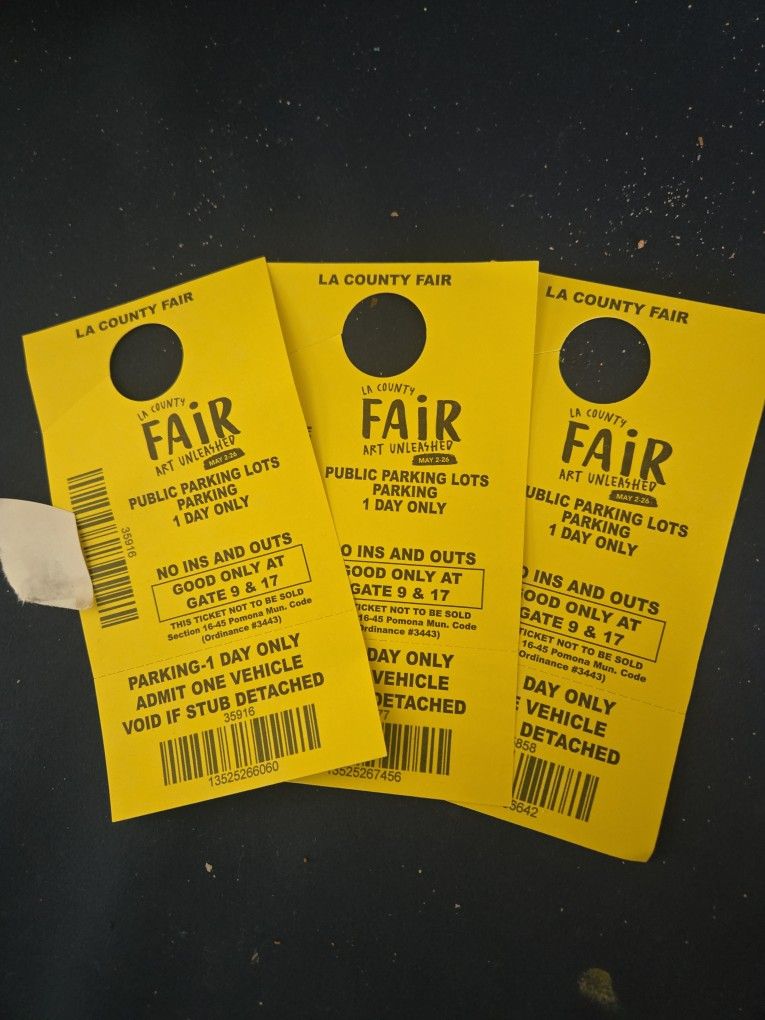 LA COUNTY FAIR
LA COUNTY
FAiR
ART UNLEASHED
MAY 2-26
PUBLIC PARKING LOTS
PARKING
1 DAY ONLY
35916
NO INS AND OUTS
GOOD ONLY AT
GATE 9 & 17
THIS TICKET NOT TO BE SOLD
Section 16-45 Pomona Mun. Code
(Ordinance #3443)
PARKING-1 DAY ONLY
ADMIT ONE VEHICLE
VOID IF STUB DETACHED
35916
13525266060
LA COUNTY FAIR
LA COUNTY
FAiR
ART UNLEASHED
MAY 2-26
PUBLIC PARKING LOTS
PARKING
1 DAY ONLY
O INS AND OUTS
GOOD ONLY AT
GATE 9 & 17
TICKET NOT TO BE SOLD
16-45 Pomona Mun. Code
rdinance #3443)
DAY ONLY
VEHICLE
DETACHED
77
3525267456
LA COUNTY FAIR
LA COUNTY
FAiR
ART UNLEASHED
MAY 2-26
UBLIC PARKING LOTS
PARKING
1 DAY ONLY
INS AND OUTS
OOD ONLY AT
GATE 9 & 17
TICKET NOT TO BE SOLD
16-45 Pomona Mun. Code
Ordinance #3443)
DAY ONLY
VEHICLE
DETACHED
858
6642